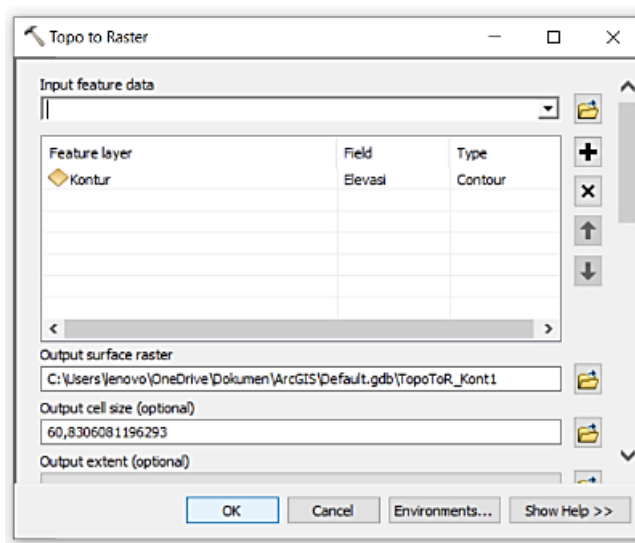 Topo to Raster
Input feature data
Feature layer Field Type
Kontur Elevasi Contour
Output surface raster
C:\Users\lenovo\OneDrive\Dokumen\ArcGIS\Default.gdb\TopoToR_Kont1
Output cell size (optional)
60,8306081196293
Output extent (optional)
OK Cancel Environments... Show Help >>